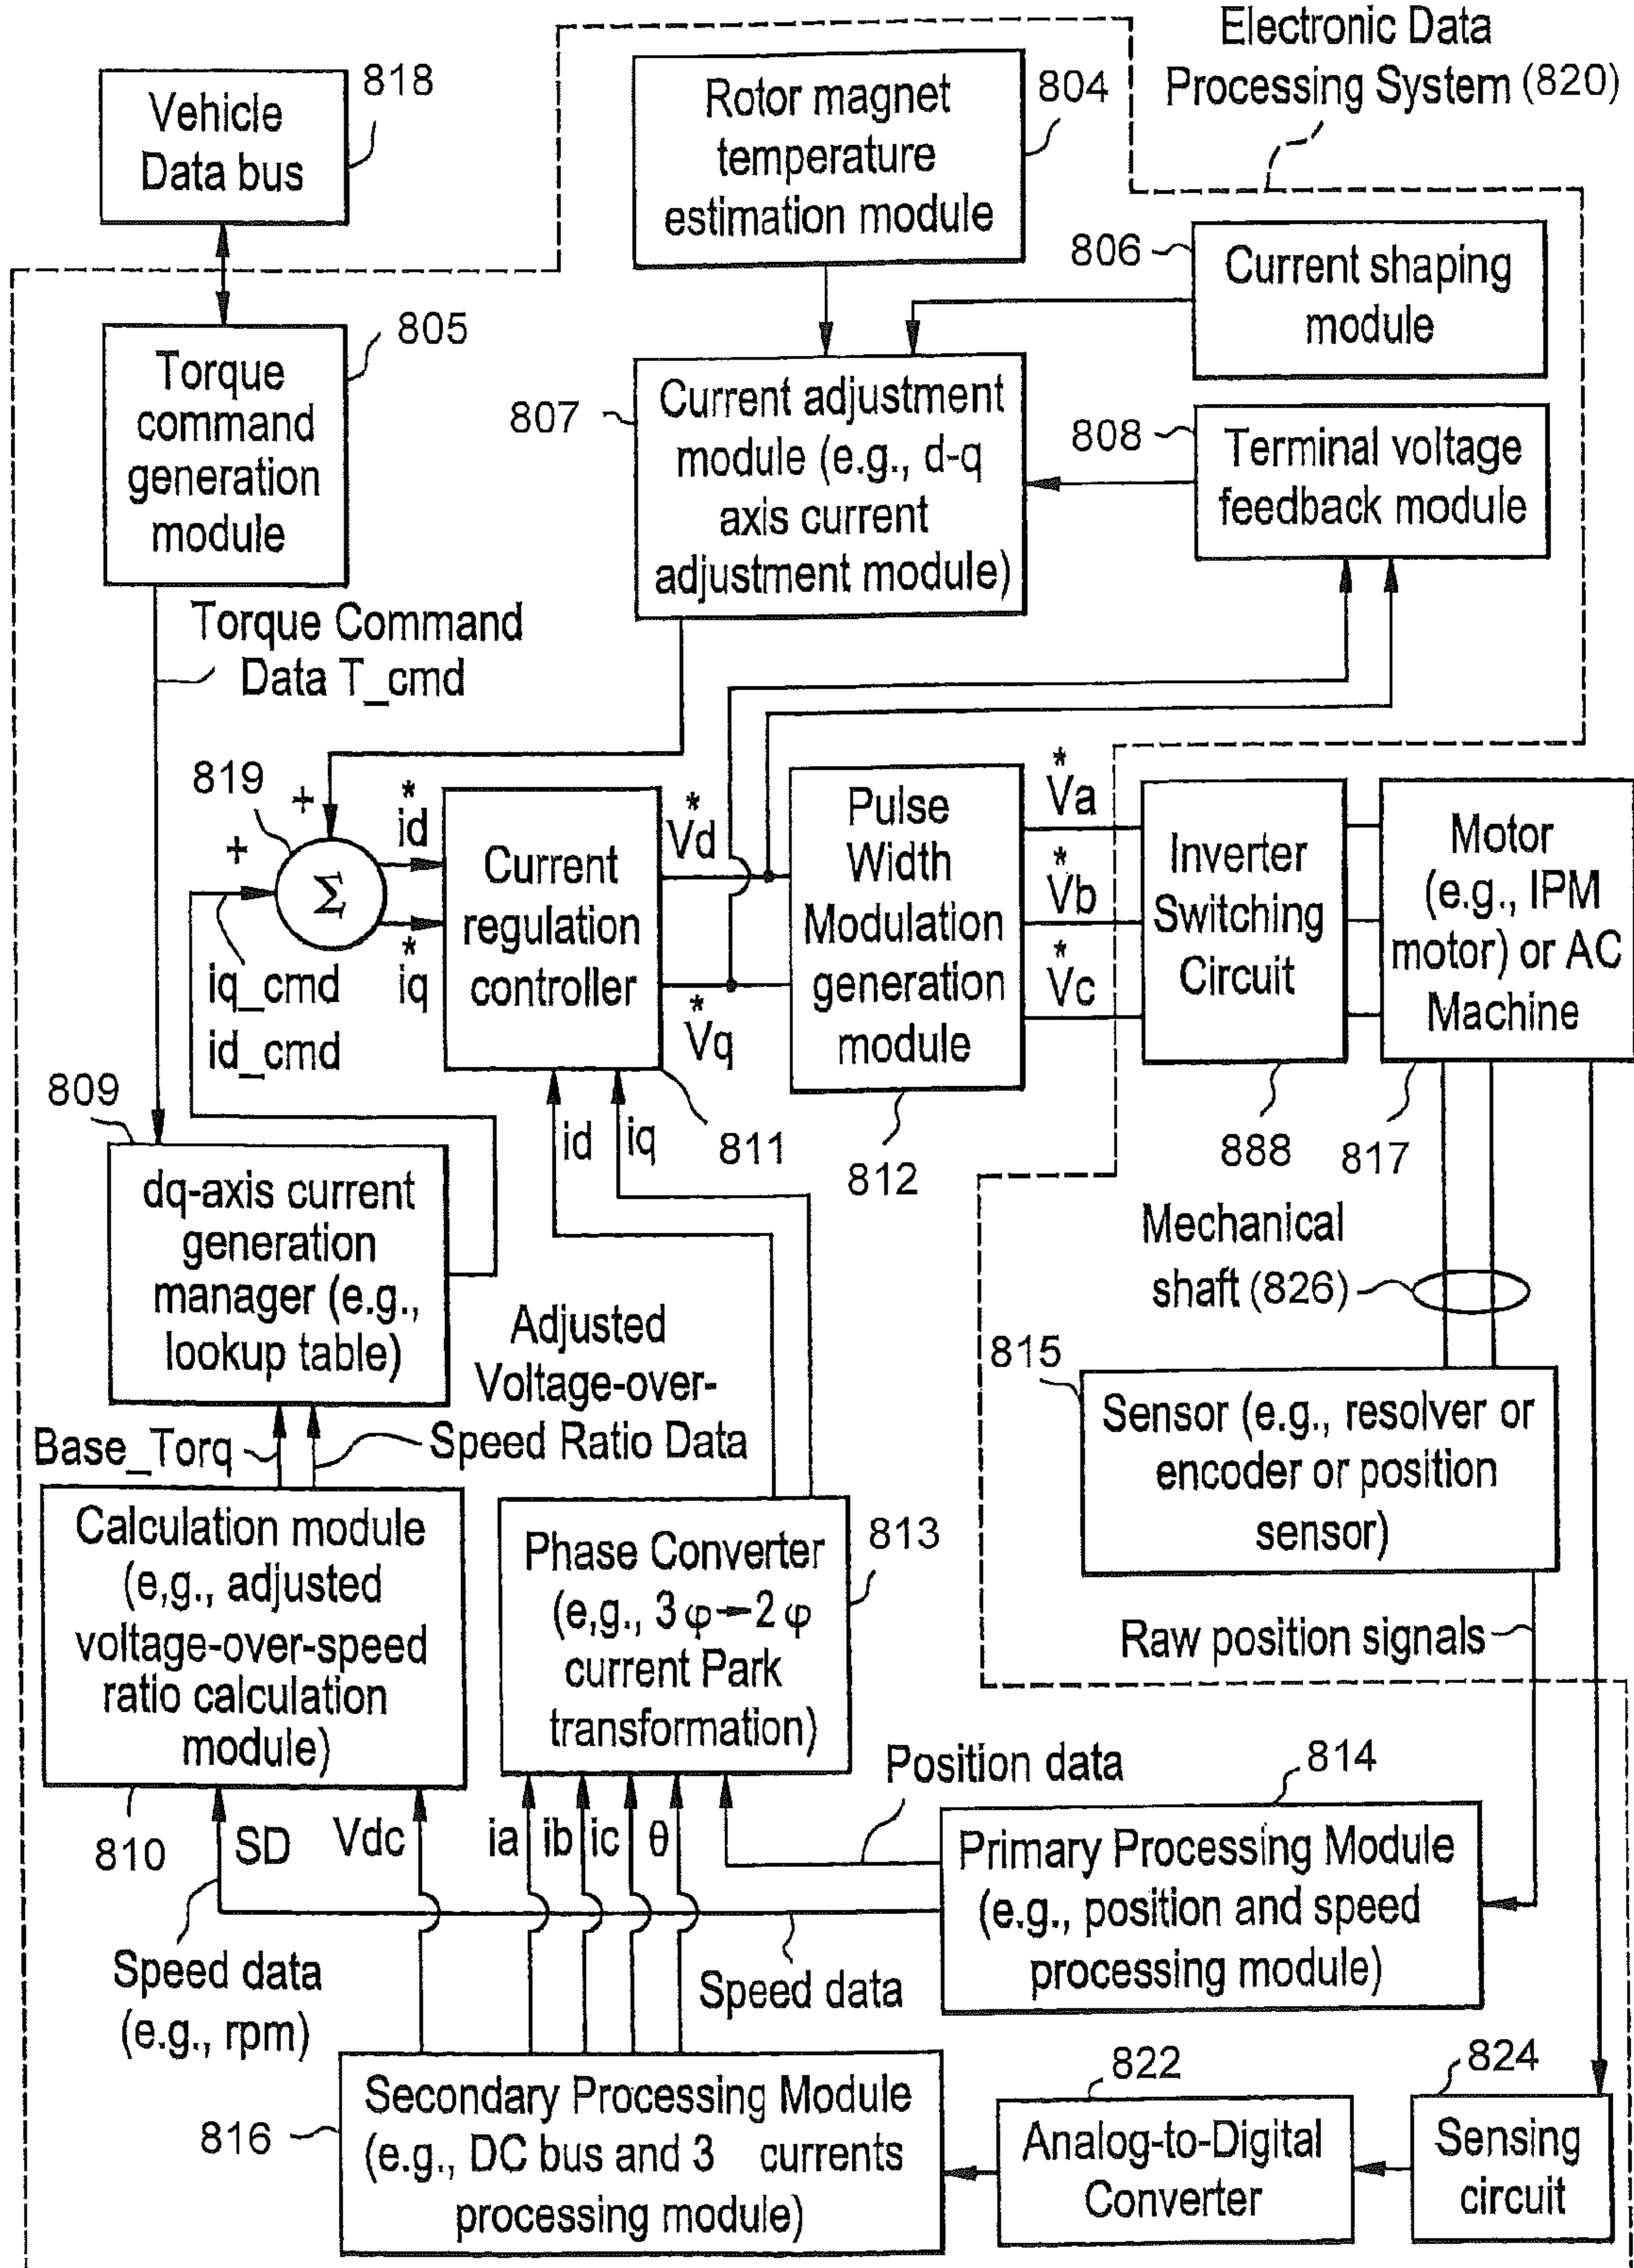 Electronic Data
Processing System (820)
Vehicle
Data bus
818
Rotor magnet
temperature
estimation module
804
806
Current shaping
module
Torque
command
generation
module
805
807
Current adjustment
module (e.g., d-q
axis current
adjustment module)
808
Terminal voltage
feedback module
Torque Command
Data T_cmd
819
+
+
Σ
*
id
*
iq
iq_cmd
id_cmd
Current
regulation
controller
811
*
Vd
*
Vq
Pulse
Width
Modulation
generation
module
812
*
Va
*
Vb
*
Vc
Inverter
Switching
Circuit
888
Motor
(e.g., IPM
motor) or AC
Machine
817
id
iq
809
dq-axis current
generation
manager (e.g.,
lookup table)
Mechanical
shaft (826)
Adjusted
Voltage-over-
Speed Ratio Data
Base_Torq
815
Sensor (e.g., resolver or
encoder or position
sensor)
Calculation module
(e,g., adjusted
voltage-over-speed
ratio calculation
module)
810
Phase Converter
(e,g., 3 φ→2 φ
current Park
transformation)
813
Raw position signals
Position data
814
SD
Vdc
ia
ib
ic
θ
Primary Processing Module
(e.g., position and speed
processing module)
Speed data
(e.g., rpm)
Speed data
816
Secondary Processing Module
(e.g., DC bus and 3 currents
processing module)
822
Analog-to-Digital
Converter
824
Sensing
circuit